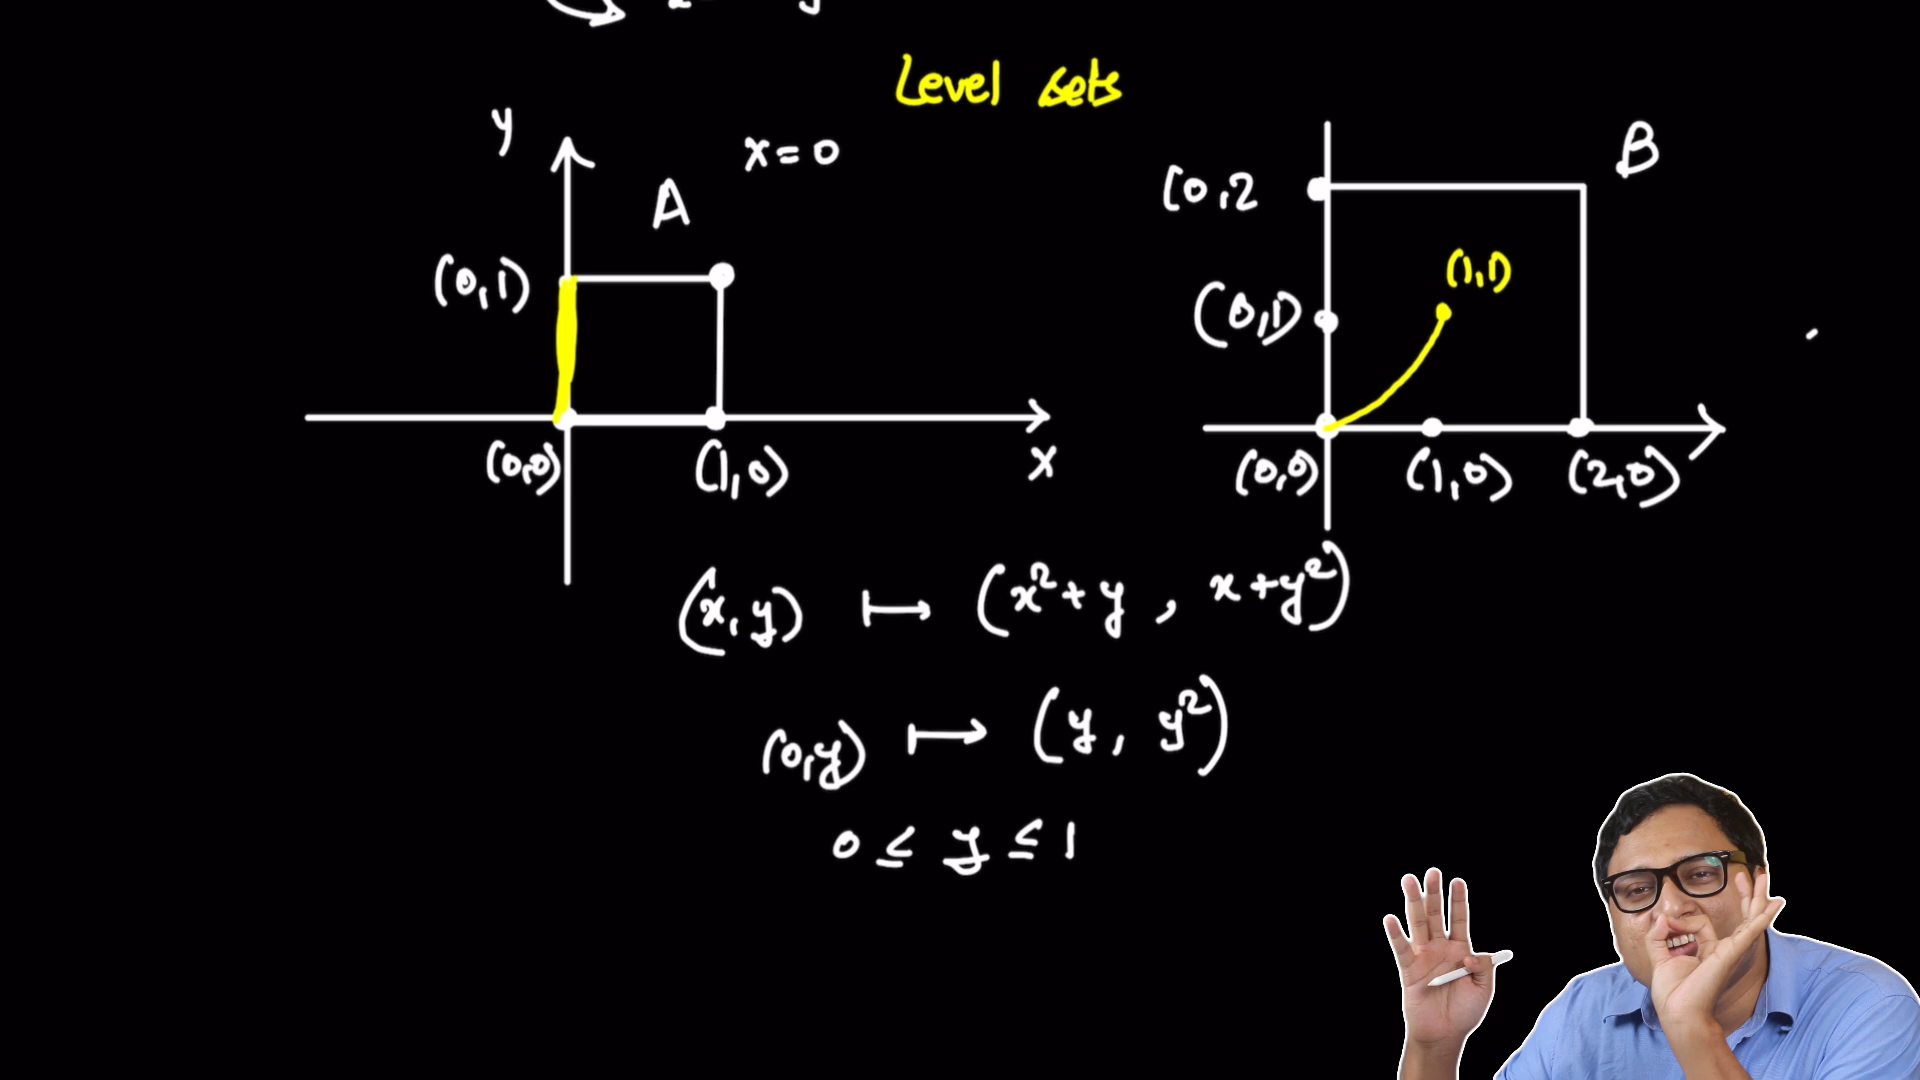 Level sets
y
x = 0
A
B
(0,2
(0,1)
(1,1)
(0,1)
(0,0)
(1,0)
x
(0,0)
(1,0)
(2,0)
(x,y) ↦ (x²+y , x+y²)
(0,y) ↦ (y, y²)
0 ≤ y ≤ 1